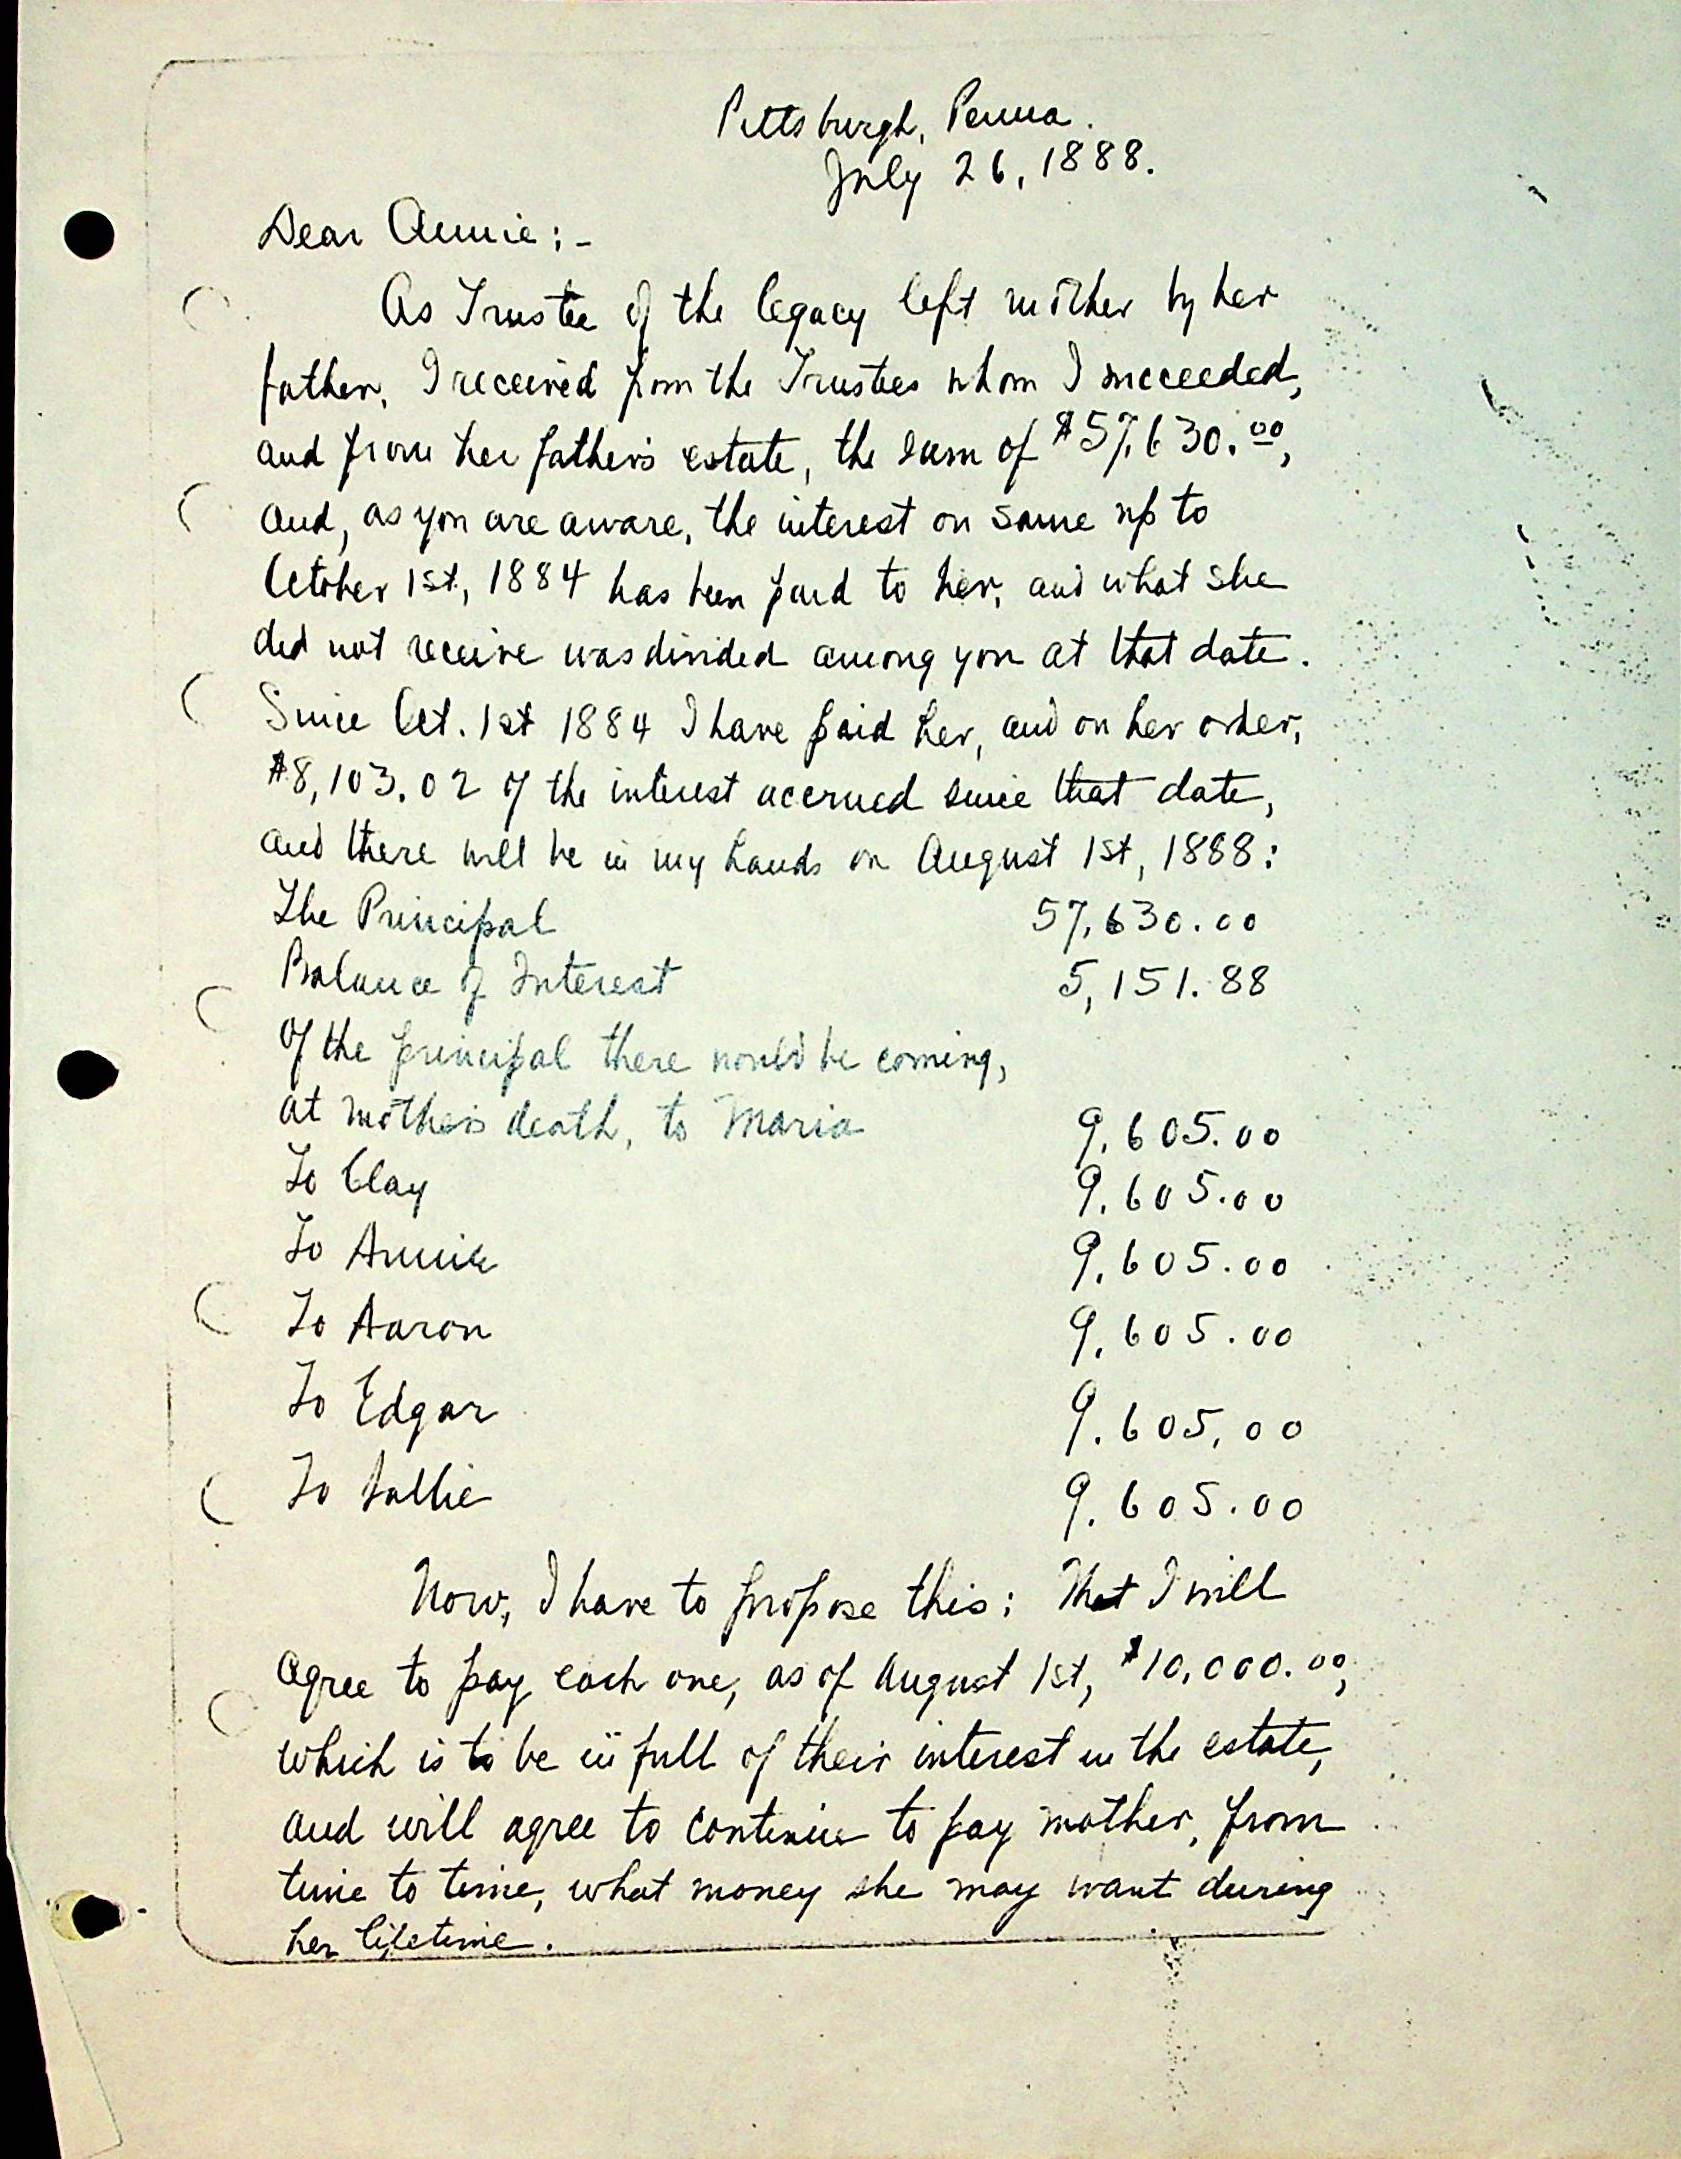 Pittsburgh, Penna.
July 26, 1888.
Dear Annie:-
As Trustee of the legacy left mother by her
father, I received from the Trustees whom I succeeded,
and from her father's estate, the sum of $57,630.00,
and, as you are aware, the interest on same up to
October 1st, 1884 has been paid to her, and what she
did not receive was divided among you at that date.
Since Oct. 1st 1884 I have paid her, and on her order,
$8,103.02 of the interest accrued since that date,
and there will be in my hands on August 1st, 1888:
The Principal 57,630.00
Balance of Interest 5,151.88
Of the principal there would be coming,
at mother's death, to Maria 9,605.00
To Clay 9,605.00
To Annie 9,605.00
To Aaron 9,605.00
To Edgar 9.605,00
To Sallie 9,605.00
Now, I have to propose this: That I will
agree to pay each one, as of August 1st, $10,000.00,
which is to be in full of their interest in the estate,
and will agree to continue to pay mother, from
time to time, what money she may want during
her lifetime.